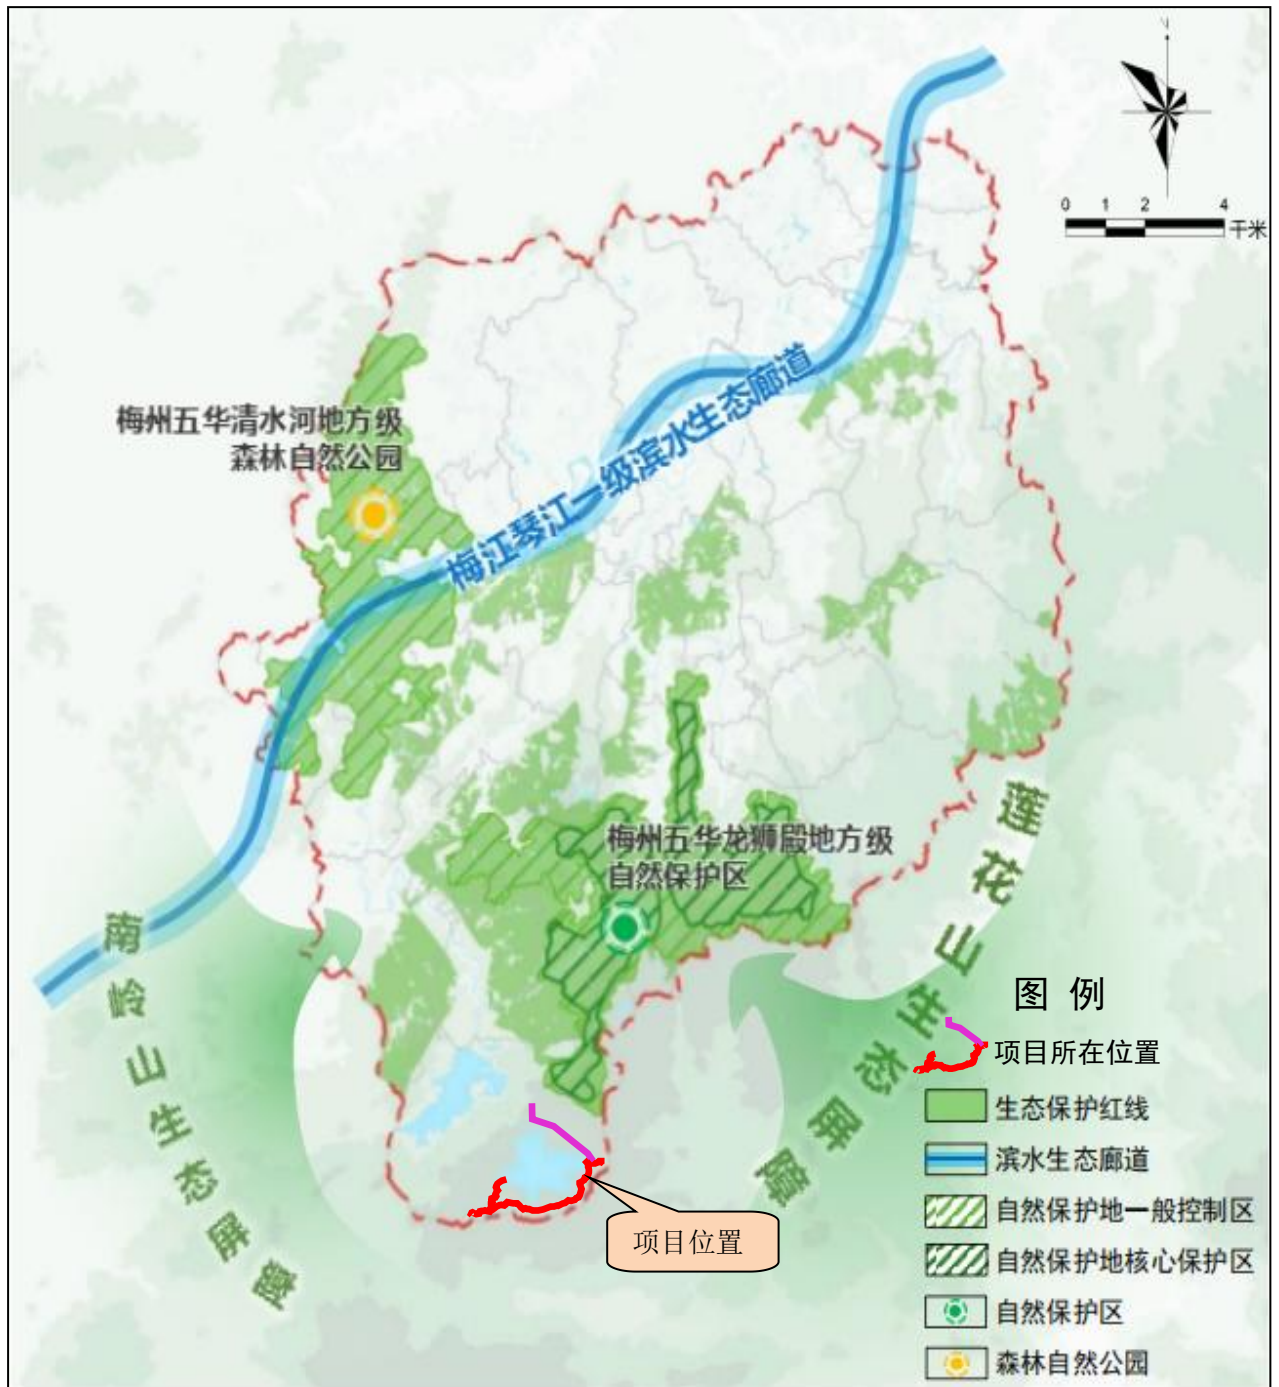 0 1 2 4
千米
梅州五华清水河地方级
森林自然公园
梅江琴江一级滨水生态廊道
梅州五华龙狮殿地方级
自然保护区
莲花山生态屏障
南岭山生态屏障
项目位置
图 例
项目所在位置
生态保护红线
滨水生态廊道
自然保护地一般控制区
自然保护地核心保护区
自然保护区
森林自然公园